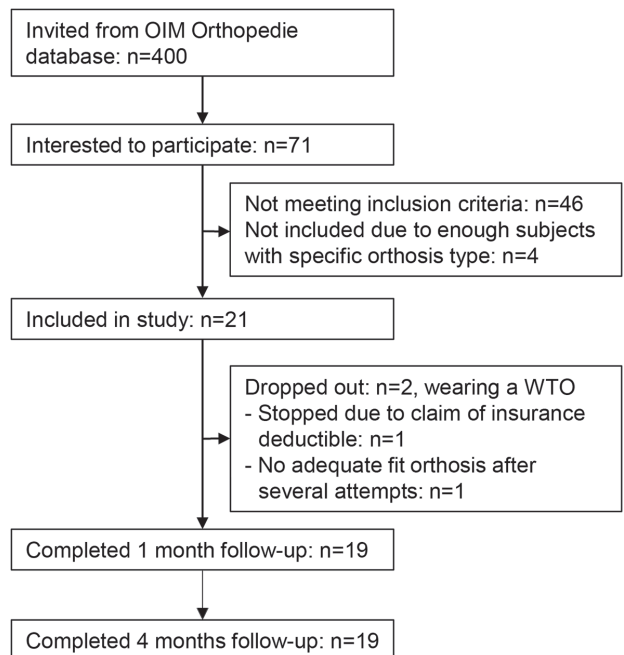 Invited from OIM Orthopedie
database: n=400
Interested to participate: n=71
Not meeting inclusion criteria: n=46
Not included due to enough subjects
with specific orthosis type: n=4
Included in study: n=21
Dropped out: n=2, wearing a WTO
- Stopped due to claim of insurance
deductible: n=1
- No adequate fit orthosis after
several attempts: n=1
Completed 1 month follow-up: n=19
Completed 4 months follow-up: n=19